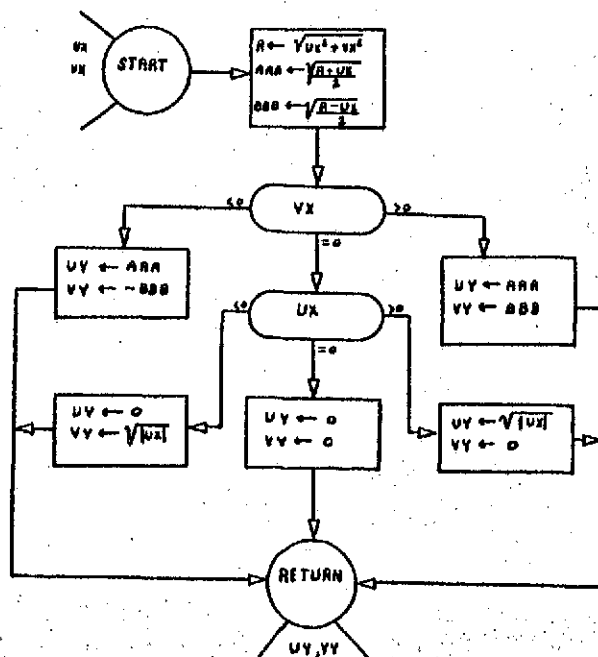 UX
VX
START
R ← √UX²+VX²
AAA ← √R+UX/2
BBB ← √R-UX/2
VX
<0
>0
=0
UY ← AAA
VY ← -BBB
UY ← AAA
VY ← BBB
UX
<0
>0
=0
UY ← 0
VY ← √|UX|
UY ← 0
VY ← 0
UY ← √|UX|
VY ← 0
RETURN
UY,VY